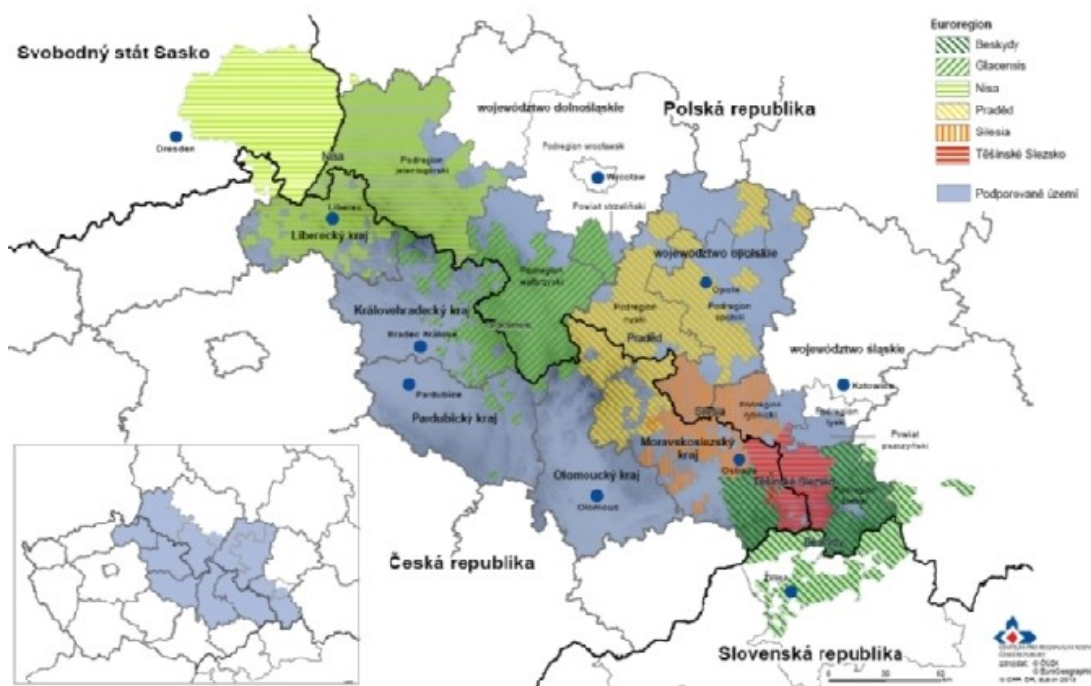 Svobodný stát Sasko
Dresden
Nisa
Podregion
jeleniogórski
województwo dolnośląskie
Polská republika
Podregion wrocławski
Powiat strzeliński
Liberec
Liberecký kraj
Podregion
wałbrzyski
województwo opolskie
Opole
Podregion
opolski
Podregion
nyski
Praděd
Královehradecký kraj
Hradec Králové
Glacensis
Pardubice
Pardubický kraj
województwo śląskie
Katowice
Silesia
Podregion
rybnicki
Podregion
tyski
Powiat
pszczyński
Moravskoslezský
kraj
Ostrava
Těšínské Slezsko
Olomoucký kraj
Olomouc
Beskydy
Česká republika
Žilina
Slovenská republika
Euroregion
Beskydy
Glacensis
Nisa
Praděd
Silesia
Těšínské Slezsko
Podporované území